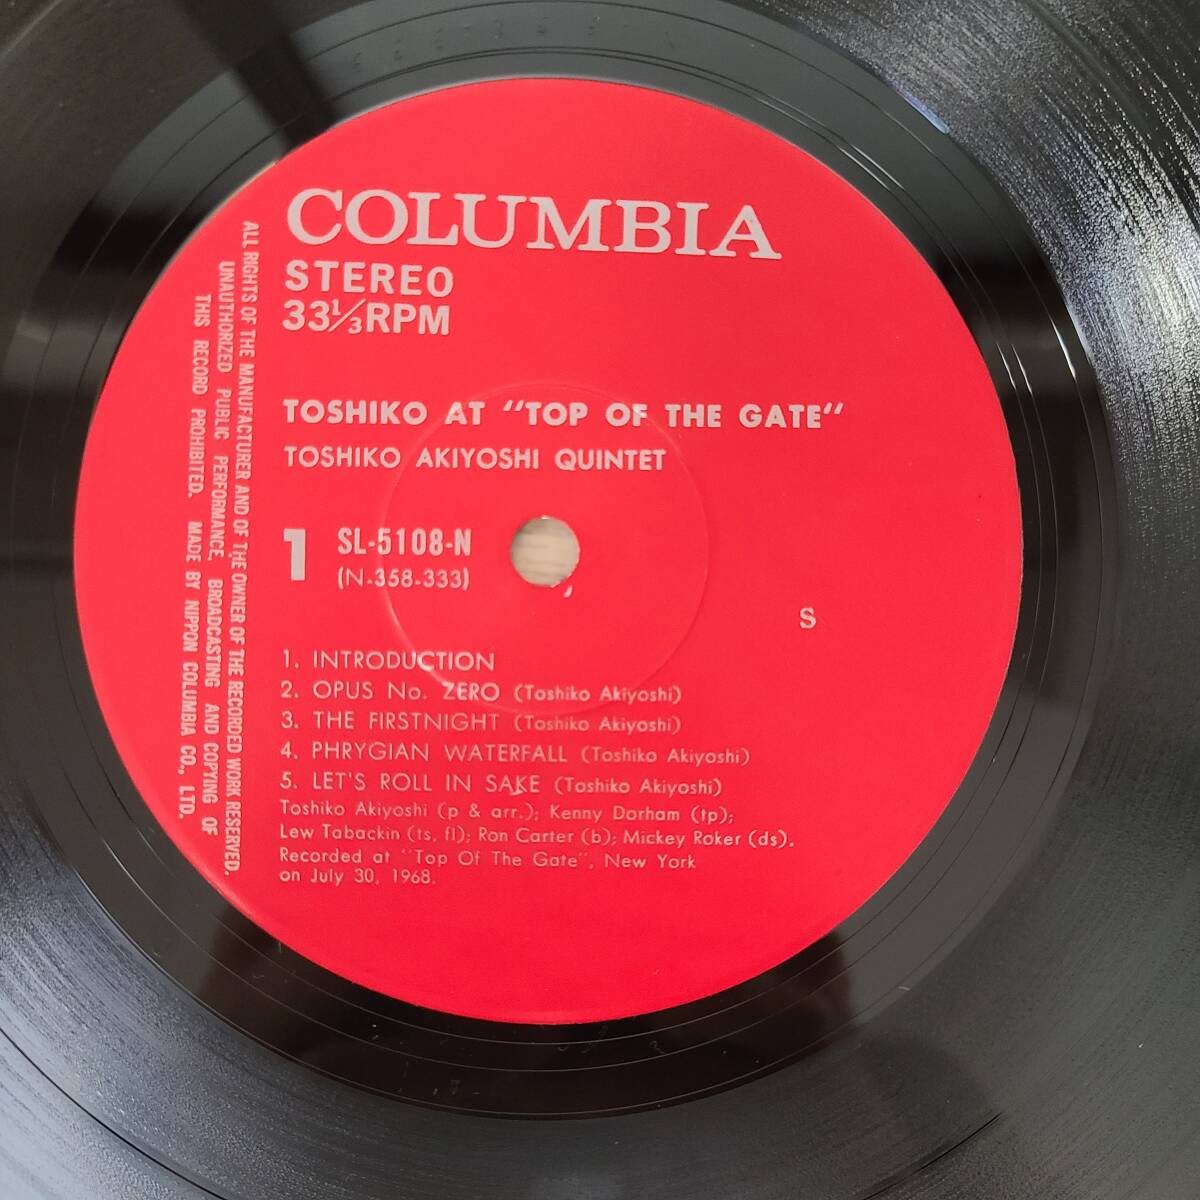 COLUMBIA
STEREO
33⅓RPM
TOSHIKO AT "TOP OF THE GATE"
TOSHIKO AKIYOSHI QUINTET
1 SL-5108-N
(N-358-333)
S
1. INTRODUCTION
2. OPUS No. ZERO (Toshiko Akiyoshi)
3. THE FIRSTNIGHT (Toshiko Akiyoshi)
4. PHRYGIAN WATERFALL (Toshiko Akiyoshi)
5. LET'S ROLL IN SAKE (Toshiko Akiyoshi)
Toshiko Akiyoshi (p & arr.); Kenny Dorham (tp);
Lew Tabackin (ts, fl); Ron Carter (b); Mickey Roker (ds).
Recorded at "Top Of The Gate", New York
on July 30, 1968.
ALL RIGHTS OF THE MANUFACTURER AND OF THE OWNER OF THE RECORDED WORK RESERVED.
UNAUTHORIZED PUBLIC PERFORMANCE, BROADCASTING AND COPYING OF
THIS RECORD PROHIBITED. MADE BY NIPPON COLUMBIA CO., LTD.